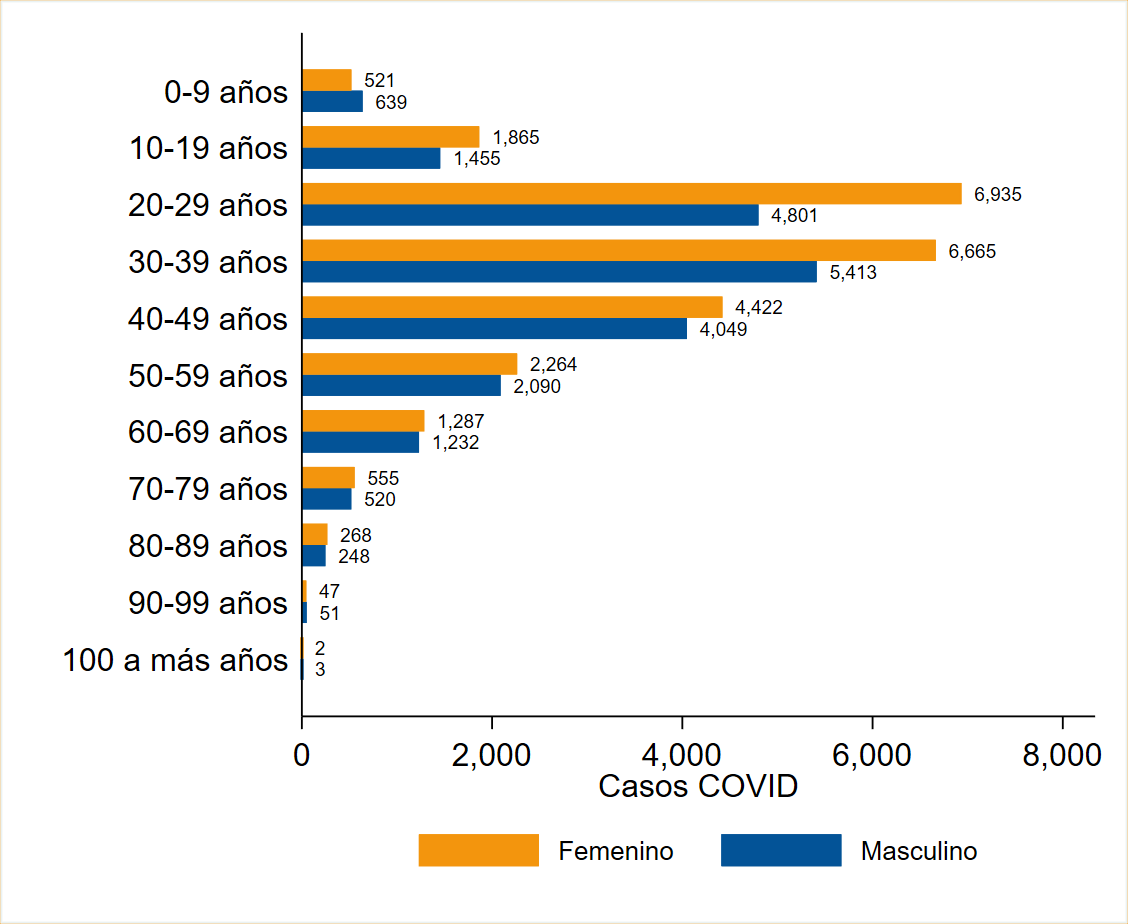 0-9 años
521
639
10-19 años
1,865
1,455
20-29 años
6,935
4,801
30-39 años
6,665
5,413
40-49 años
4,422
4,049
50-59 años
2,264
2,090
60-69 años
1,287
1,232
70-79 años
555
520
80-89 años
268
248
90-99 años
47
51
100 a más años
2
3
0 2,000 4,000 6,000 8,000
Casos COVID
Femenino Masculino